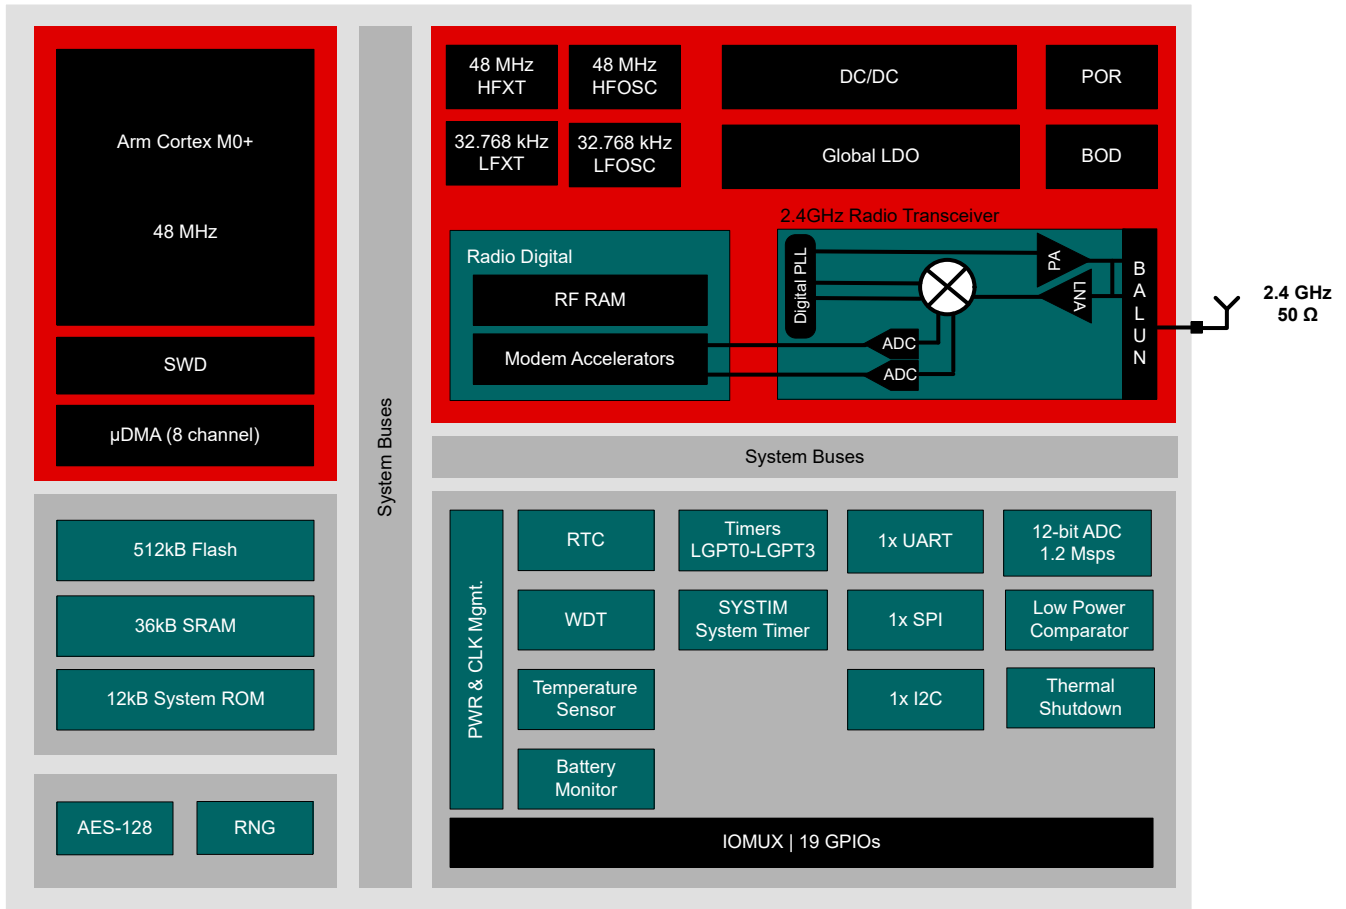 Arm Cortex M0+
48 MHz
SWD
µDMA (8 channel)
512kB Flash
36kB SRAM
12kB System ROM
AES-128
RNG
System Buses
48 MHz
HFXT
48 MHz
HFOSC
DC/DC
POR
32.768 kHz
LFXT
32.768 kHz
LFOSC
Global LDO
BOD
Radio Digital
RF RAM
Modem Accelerators
2.4GHz Radio Transceiver
Digital PLL
ADC
ADC
PA
LNA
BALUN
2.4 GHz
50 Ω
System Buses
PWR & CLK Mgmt.
RTC
WDT
Temperature
Sensor
Battery
Monitor
Timers
LGPT0-LGPT3
SYSTIM
System Timer
1x UART
1x SPI
1x I2C
12-bit ADC
1.2 Msps
Low Power
Comparator
Thermal
Shutdown
IOMUX | 19 GPIOs